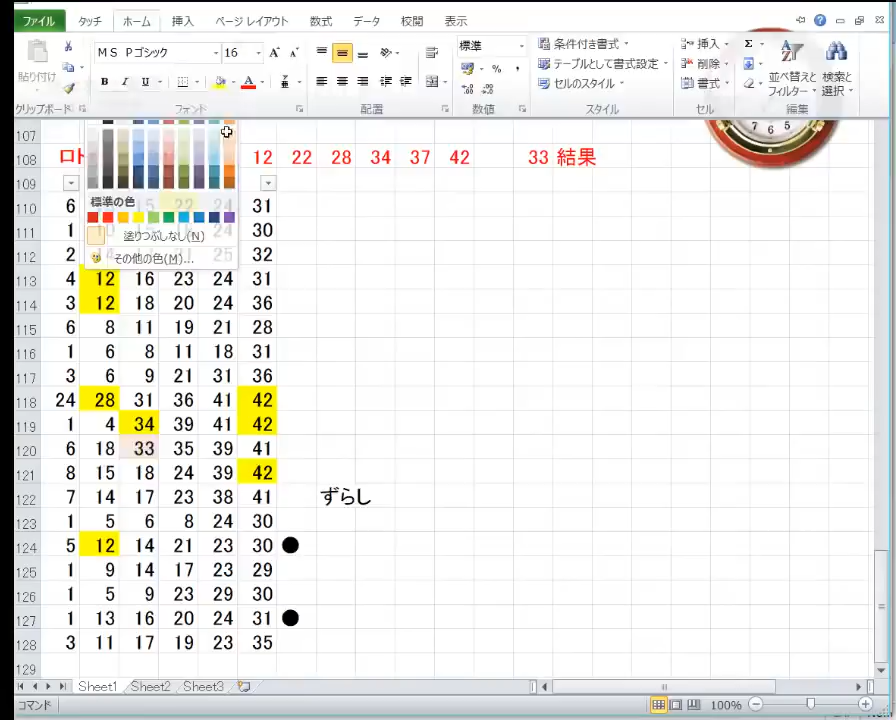 ファイル タッチ ホーム 挿入 ページ レイアウト 数式 データ 校閲 表示
貼り付け
ＭＳ Ｐゴシック 16
標準
条件付き書式
テーブルとして書式設定
セルのスタイル
挿入
削除
書式
並べ替えと フィルター
検索と 選択
クリップボード フォント 配置 数値 スタイル セル 編集
107
108 ロト 12 22 28 34 37 42 33 結果
109
標準の色
塗りつぶしなし(N)
その他の色(M)...
110 6 15 22 24 31
111 1 24 30
112 2 25 32
113 4 12 16 23 24 31
114 3 12 18 20 24 36
115 6 8 11 19 21 28
116 1 6 8 11 18 31
117 3 6 9 21 31 36
118 24 28 31 36 41 42
119 1 4 34 39 41 42
120 6 18 33 35 39 41
121 8 15 18 24 39 42
122 7 14 17 23 38 41 ずらし
123 1 5 6 8 24 30
124 5 12 14 21 23 30 ●
125 1 9 14 17 23 29
126 1 5 9 23 29 30
127 1 13 16 20 24 31 ●
128 3 11 17 19 23 35
129
Sheet1 Sheet2 Sheet3
コマンド 100%